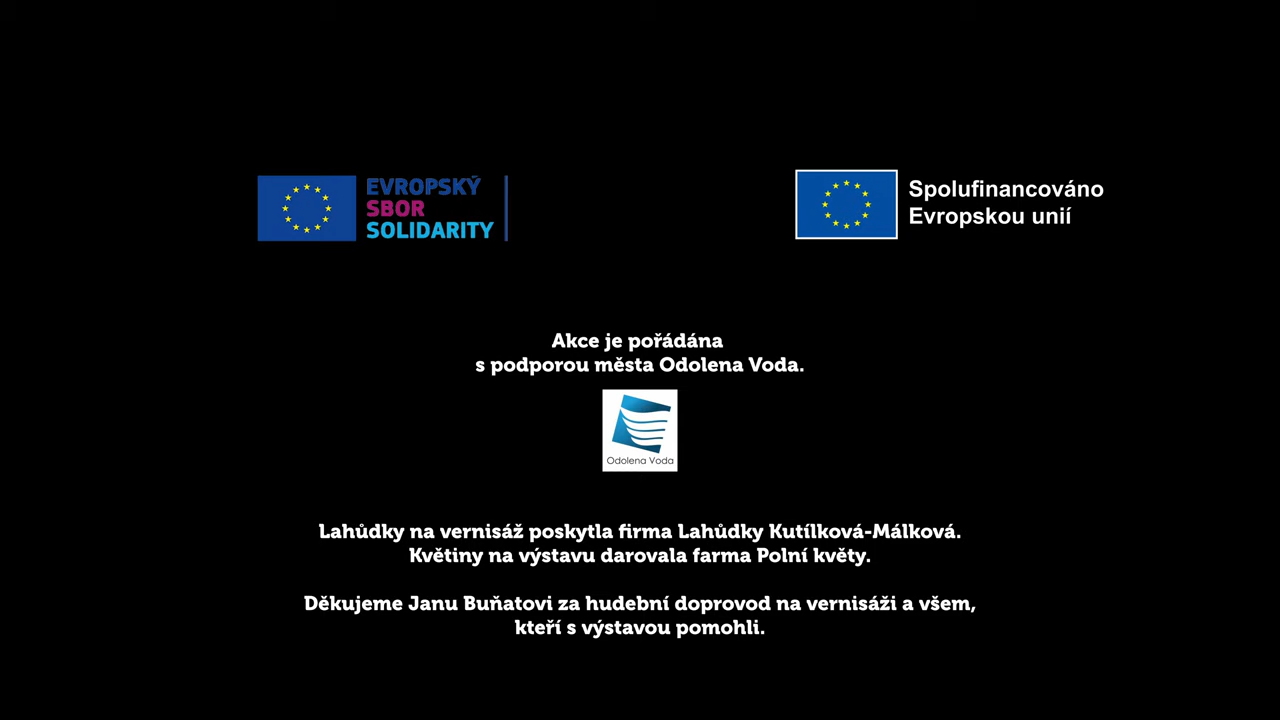 EVROPSKÝ
SBOR
SOLIDARITY
Spolufinancováno
Evropskou unií
Akce je pořádána
s podporou města Odolena Voda.
Odolena Voda
Lahůdky na vernisáž poskytla firma Lahůdky Kutílková-Málková.
Květiny na výstavu darovala farma Polní květy.
Děkujeme Janu Buňatovi za hudební doprovod na vernisáži a všem,
kteří s výstavou pomohli.